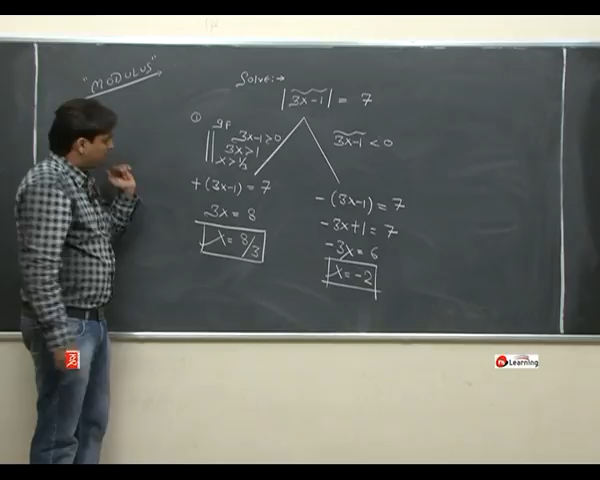 "MODULUS"
Solve:→
|3x-1| = 7
① If
3x-1>0
3x>1
x>1/3
+(3x-1) = 7
3x = 8
x = 8/3
3x-1 < 0
-(3x-1) = 7
-3x+1 = 7
-3x = 6
x = -2
Learning